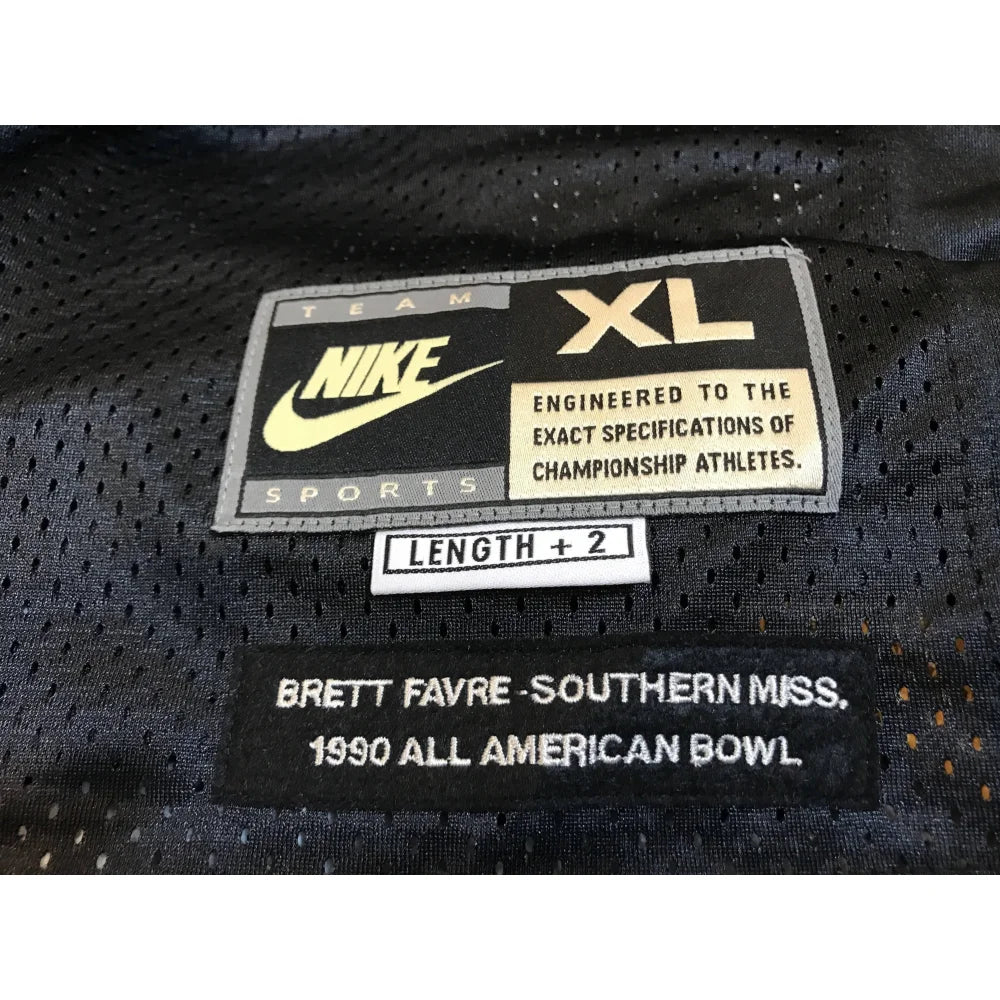 TEAM
NIKE
SPORTS
XL
ENGINEERED TO THE
EXACT SPECIFICATIONS OF
CHAMPIONSHIP ATHLETES.
LENGTH + 2
BRETT FAVRE-SOUTHERN MISS.
1990 ALL AMERICAN BOWL